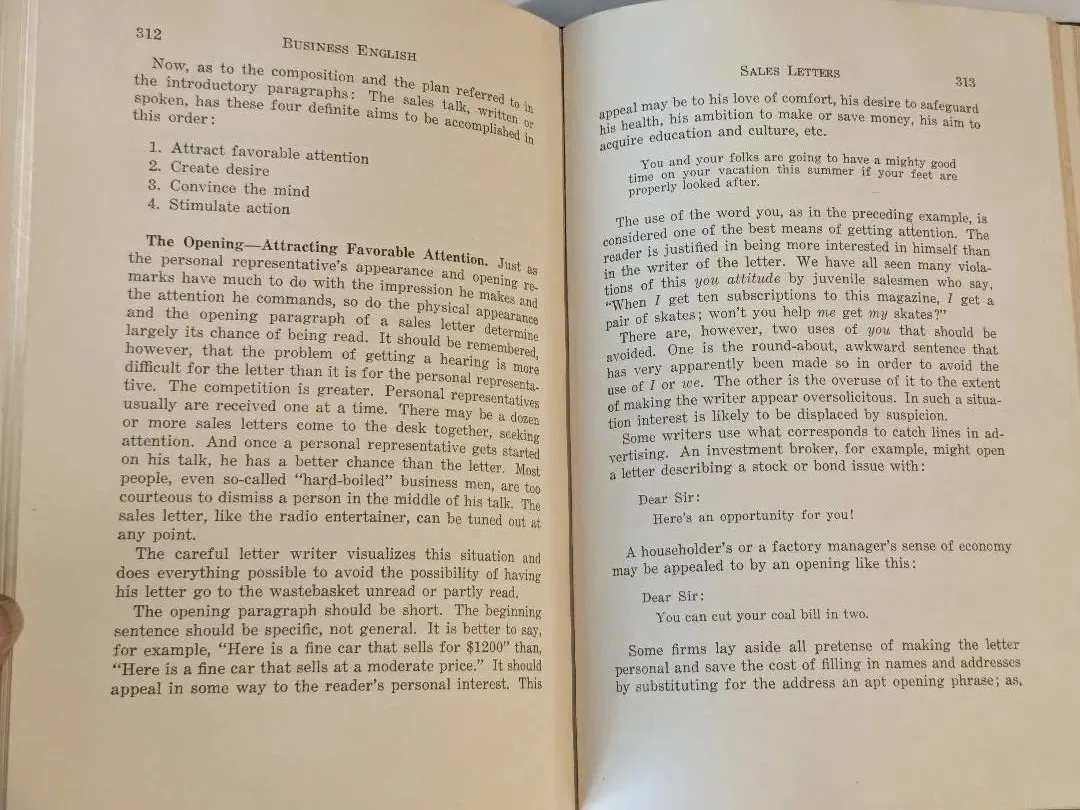 312
BUSINESS ENGLISH
Now, as to the composition and the plan referred to in
the introductory paragraphs: The sales talk, written or
spoken, has these four definite aims to be accomplished in
this order:
1. Attract favorable attention
2. Create desire
3. Convince the mind
4. Stimulate action
The Opening—Attracting Favorable Attention. Just as
the personal representative's appearance and opening re-
marks have much to do with the impression he makes and
the attention he commands, so do the physical appearance
and the opening paragraph of a sales letter determine
largely its chance of being read. It should be remembered,
however, that the problem of getting a hearing is more
difficult for the letter than it is for the personal representa-
tive. The competition is greater. Personal representatives
usually are received one at a time. There may be a dozen
or more sales letters come to the desk together, seeking
attention. And once a personal representative gets started
on his talk, he has a better chance than the letter. Most
people, even so-called "hard-boiled" business men, are too
courteous to dismiss a person in the middle of his talk. The
sales letter, like the radio entertainer, can be tuned out at
any point.
The careful letter writer visualizes this situation and
does everything possible to avoid the possibility of having
his letter go to the wastebasket unread or partly read.
The opening paragraph should be short. The beginning
sentence should be specific, not general. It is better to say,
for example, "Here is a fine car that sells for $1200" than,
"Here is a fine car that sells at a moderate price." It should
appeal in some way to the reader's personal interest. This
SALES LETTERS
313
appeal may be to his love of comfort, his desire to safeguard
his health, his ambition to make or save money, his aim to
acquire education and culture, etc.
You and your folks are going to have a mighty good
time on your vacation this summer if your feet are
properly looked after.
The use of the word you, as in the preceding example, is
considered one of the best means of getting attention. The
reader is justified in being more interested in himself than
in the writer of the letter. We have all seen many viola-
tions of this you attitude by juvenile salesmen who say,
"When I get ten subscriptions to this magazine, I get a
pair of skates; won't you help me get my skates?"
There are, however, two uses of you that should be
avoided. One is the round-about, awkward sentence that
has very apparently been made so in order to avoid the
use of I or we. The other is the overuse of it to the extent
of making the writer appear oversolicitous. In such a situa-
tion interest is likely to be displaced by suspicion.
Some writers use what corresponds to catch lines in ad-
vertising. An investment broker, for example, might open
a letter describing a stock or bond issue with:
Dear Sir:
Here's an opportunity for you!
A householder's or a factory manager's sense of economy
may be appealed to by an opening like this:
Dear Sir:
You can cut your coal bill in two.
Some firms lay aside all pretense of making the letter
personal and save the cost of filling in names and addresses
by substituting for the address an apt opening phrase; as,